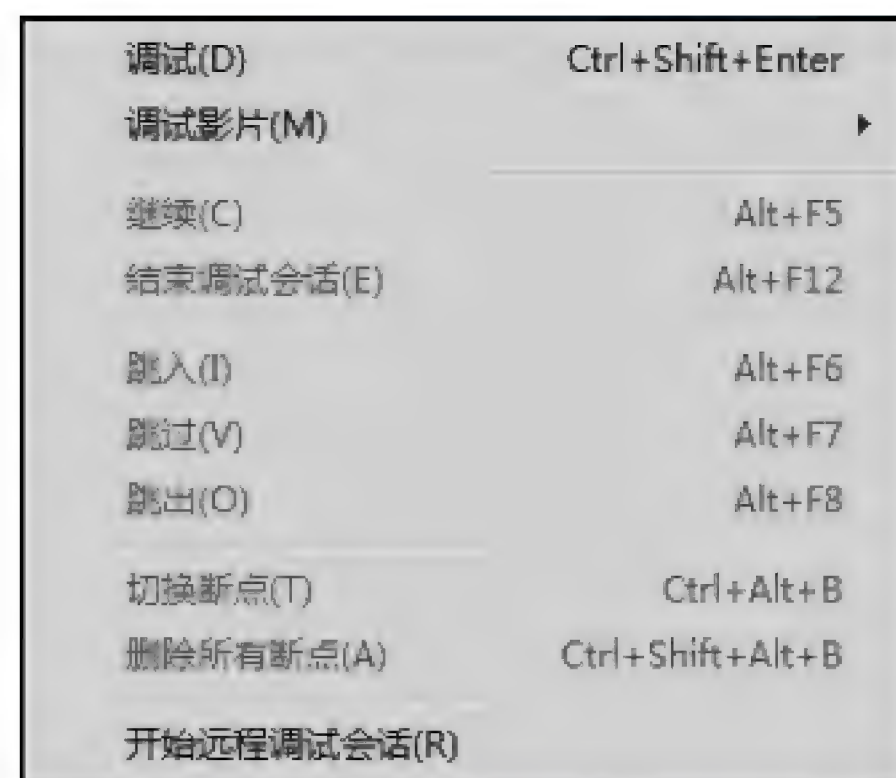 调试(D) Ctrl+Shift+Enter
调试影片(M)
继续(C) Alt+F5
结束调试会话(E) Alt+F12
跳入(I) Alt+F6
跳过(V) Alt+F7
跳出(O) Alt+F8
切换断点(T) Ctrl+Alt+B
删除所有断点(A) Ctrl+Shift+Alt+B
开始远程调试会话(R)